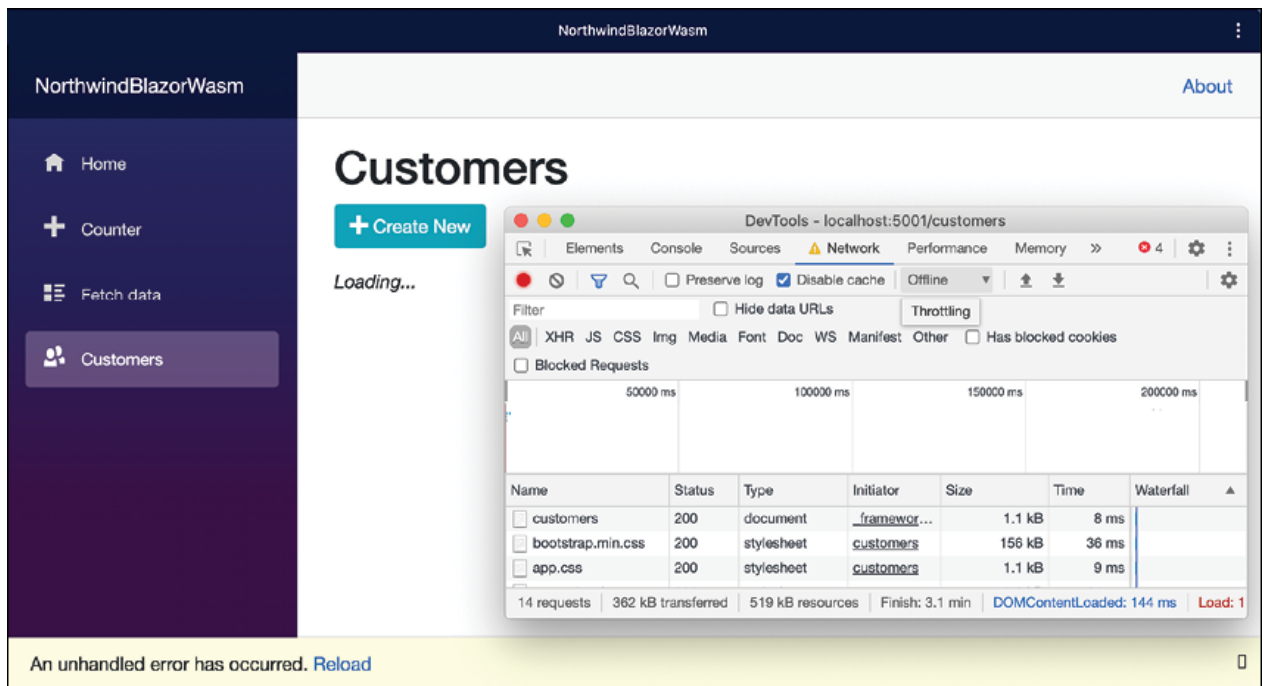 NorthwindBlazorWasm
NorthwindBlazorWasm
About
Home
Counter
Fetch data
Customers
Customers
Create New
Loading...
DevTools - localhost:5001/customers
Elements Console Sources Network Performance Memory » 4
Preserve log Disable cache Offline
Filter Hide data URLs Throttling
All XHR JS CSS Img Media Font Doc WS Manifest Other Has blocked cookies
Blocked Requests
50000 ms 100000 ms 150000 ms 200000 ms
Name Status Type Initiator Size Time Waterfall
customers 200 document _framewor... 1.1 kB 8 ms
bootstrap.min.css 200 stylesheet customers 156 kB 36 ms
app.css 200 stylesheet customers 1.1 kB 9 ms
14 requests 362 kB transferred 519 kB resources Finish: 3.1 min DOMContentLoaded: 144 ms Load: 1
An unhandled error has occurred. Reload